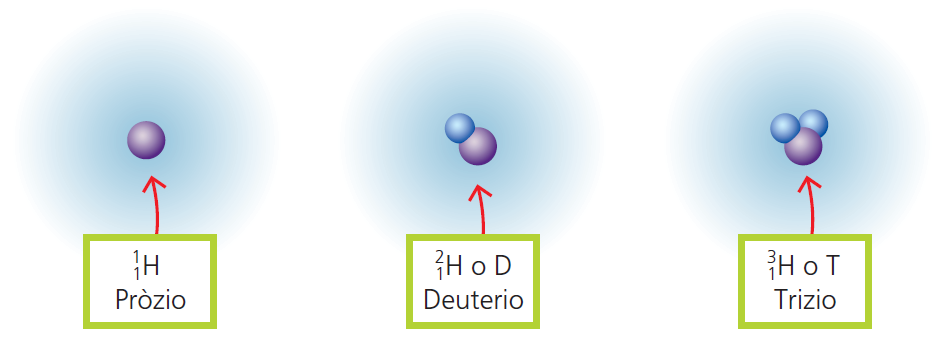 ¹₁H
Pròzio
²₁H o D
Deuterio
³₁H o T
Trizio